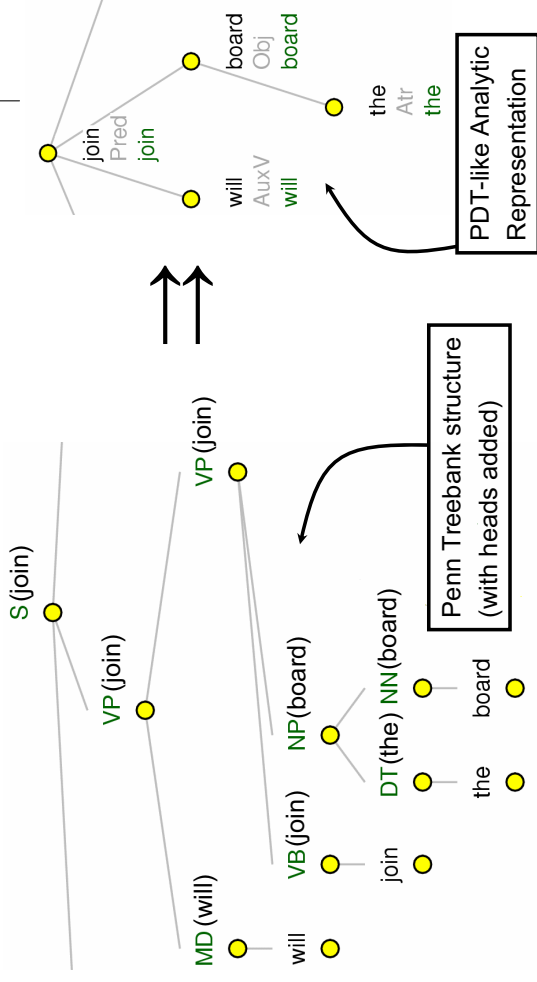 S(join)
VP(join)
MD(will)
VP(join)
will
VB(join)
NP(board)
join
DT(the)
NN(board)
the
board
Penn Treebank structure
(with heads added)
join
Pred
join
will
AuxV
will
board
Obj
board
the
Atr
the
PDT-like Analytic
Representation